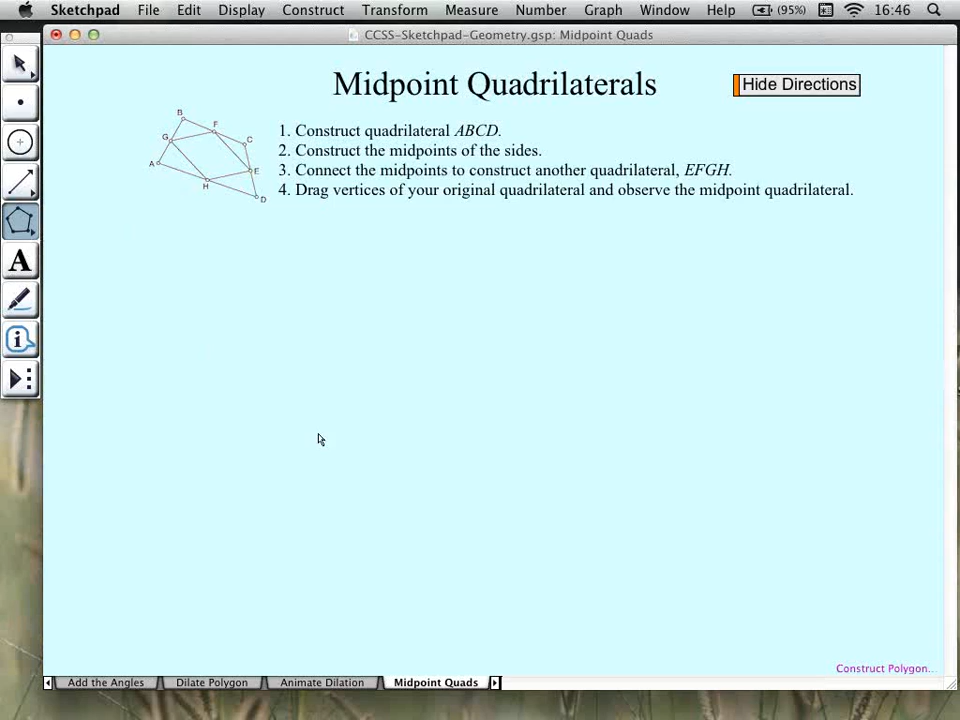 Sketchpad File Edit Display Construct Transform Measure Number Graph Window Help (95%) 16:46
CCSS-Sketchpad-Geometry.gsp: Midpoint Quads
Midpoint Quadrilaterals
Hide Directions
B
F
G
C
A
E
H
D
1. Construct quadrilateral ABCD.
2. Construct the midpoints of the sides.
3. Connect the midpoints to construct another quadrilateral, EFGH.
4. Drag vertices of your original quadrilateral and observe the midpoint quadrilateral.
A
Construct Polygon...
Add the Angles Dilate Polygon Animate Dilation Midpoint Quads